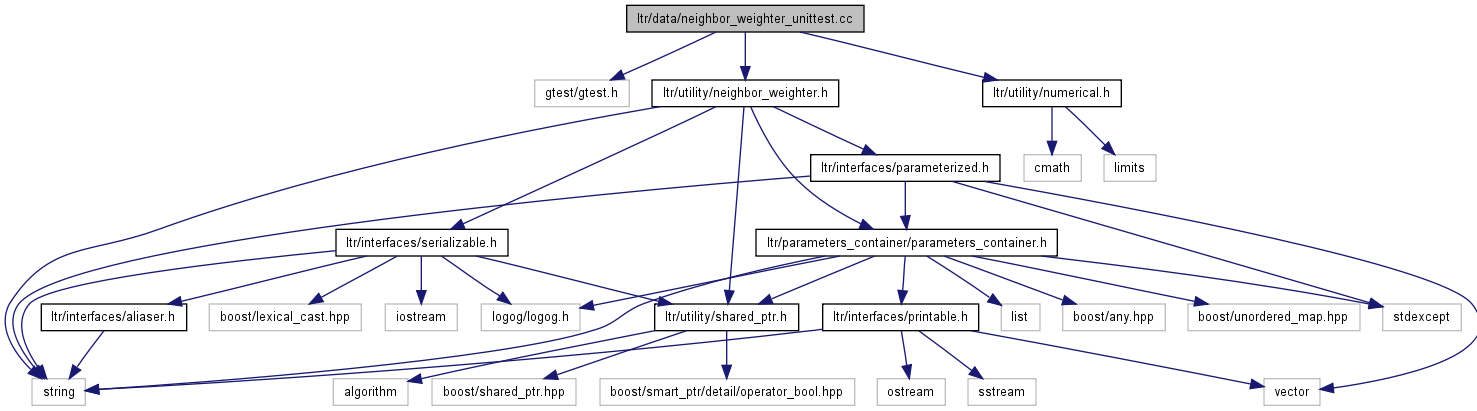 ltr/data/neighbor_weighter_unittest.cc
gtest/gtest.h
ltr/utility/neighbor_weighter.h
ltr/utility/numerical.h
ltr/interfaces/parameterized.h
cmath
limits
ltr/interfaces/serializable.h
ltr/parameters_container/parameters_container.h
ltr/interfaces/aliaser.h
boost/lexical_cast.hpp
iostream
logog/logog.h
ltr/utility/shared_ptr.h
ltr/interfaces/printable.h
list
boost/any.hpp
boost/unordered_map.hpp
stdexcept
string
algorithm
boost/shared_ptr.hpp
boost/smart_ptr/detail/operator_bool.hpp
ostream
sstream
vector